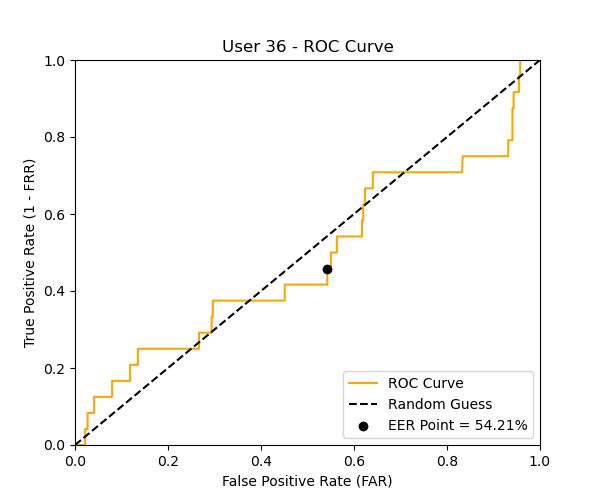 User 36 - ROC Curve
True Positive Rate (1 - FRR)
1.0
0.8
0.6
0.4
0.2
0.0
0.0 0.2 0.4 0.6 0.8 1.0
False Positive Rate (FAR)
ROC Curve
Random Guess
EER Point = 54.21%